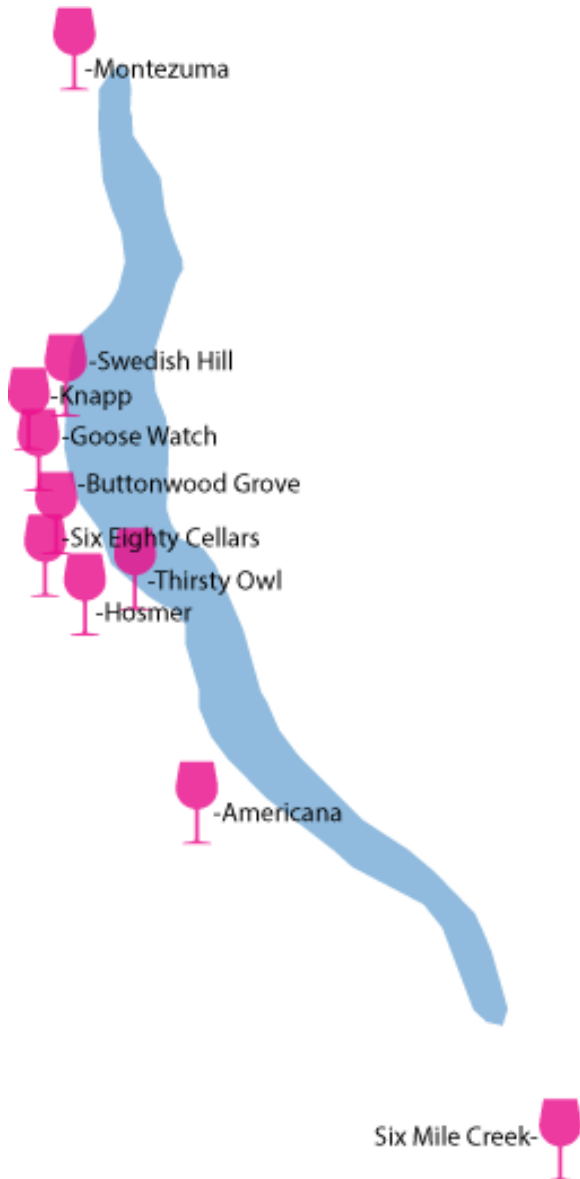 -Montezuma
-Swedish Hill
-Knapp
-Goose Watch
-Buttonwood Grove
-Six Eighty Cellars
-Thirsty Owl
-Hosmer
-Americana
Six Mile Creek-